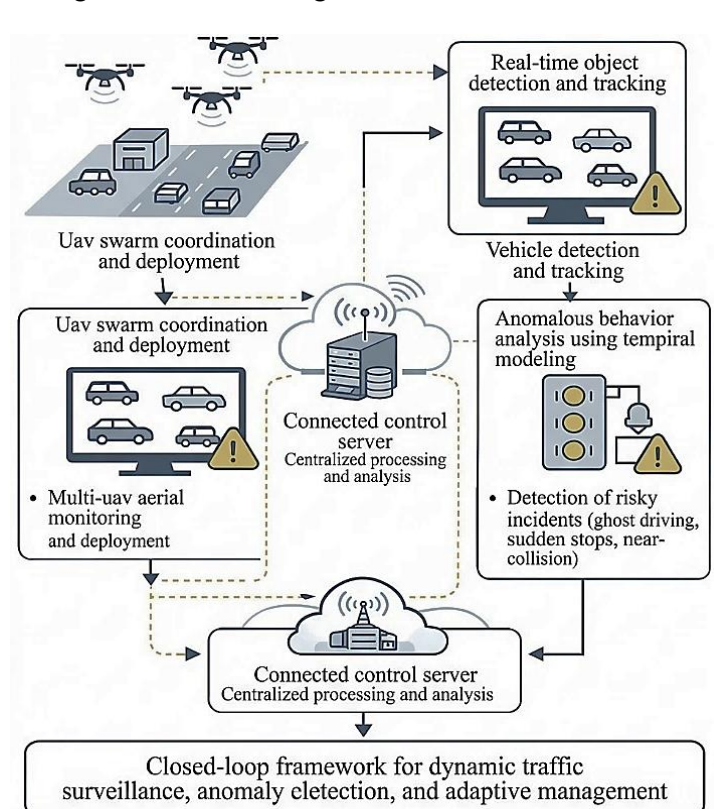 Real-time object
detection and tracking
Uav swarm coordination
and deployment
Vehicle detection
and tracking
Uav swarm coordination
and deployment
• Multi-uav aerial
monitoring
and deployment
Connected control
server
Centralized processing
and analysis
Anomalous behavior
analysis using tempiral
modeling
• Detection of risky
incidents (ghost driving,
sudden stops, near-
collision)
Connected control server
Centralized processing and analysis
Closed-loop framework for dynamic traffic
surveillance, anomaly cletection, and adaptive management